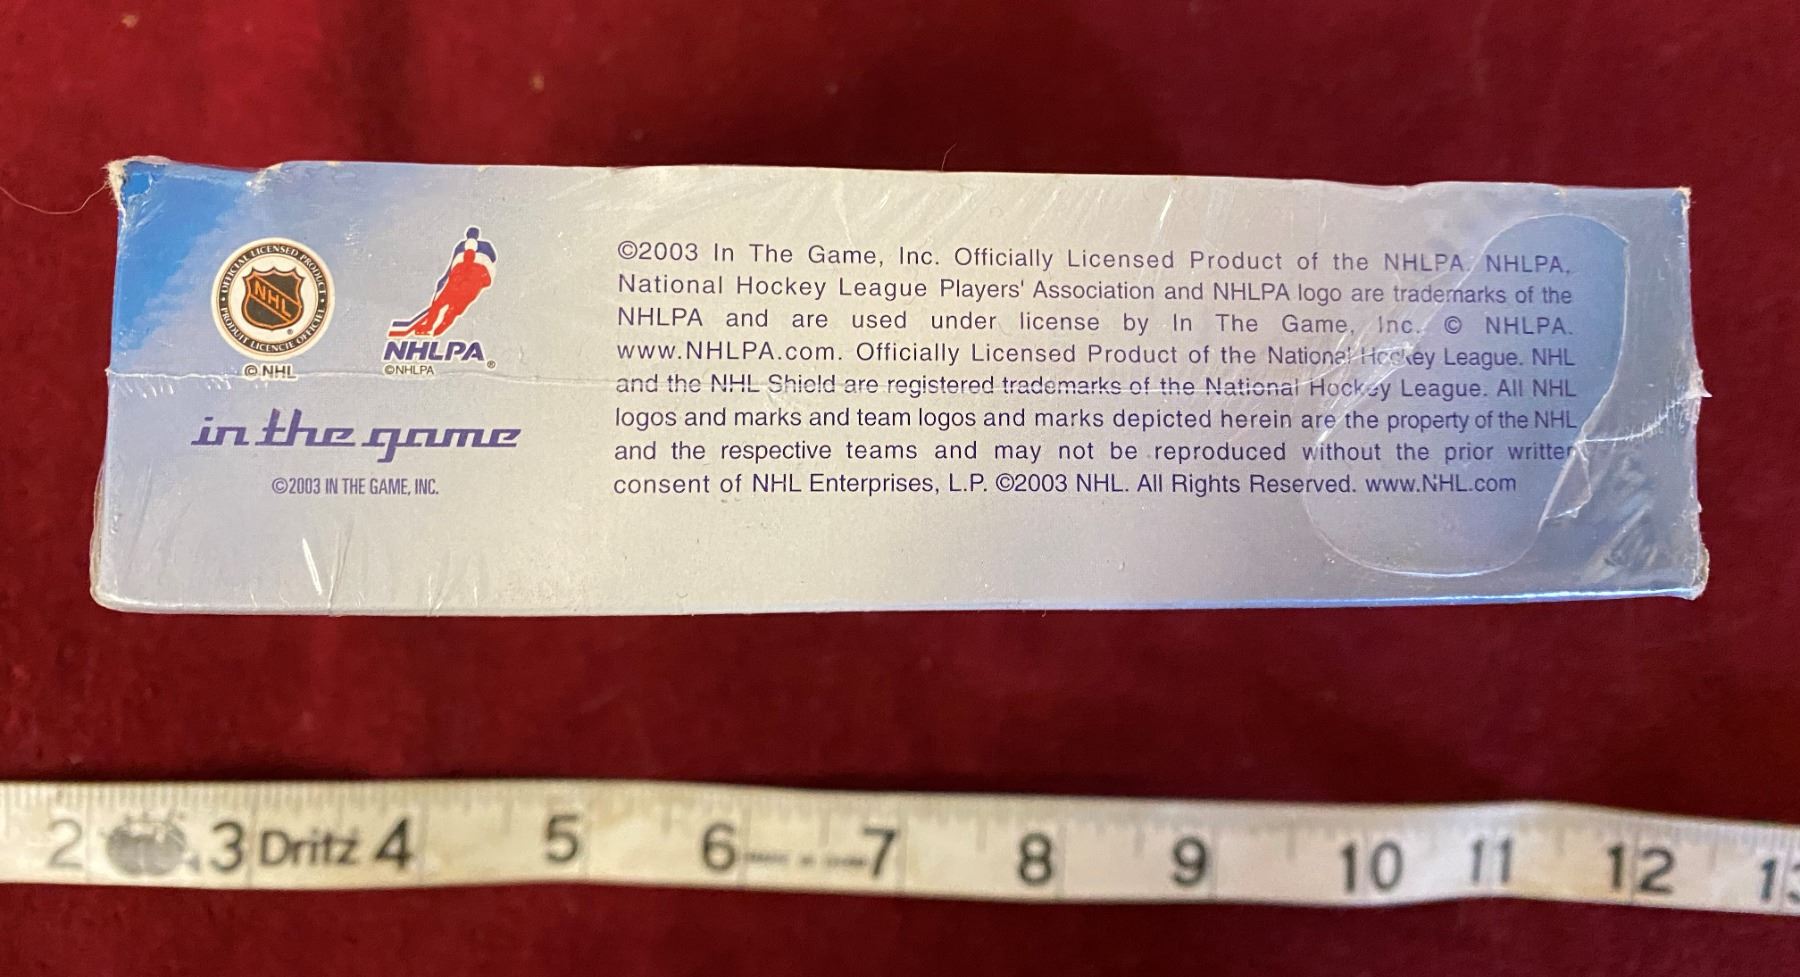 OFFICIAL LICENSED PRODUCT • PRODUIT LICENCIE OFFICIEL •
NHL
®
© NHL
NHLPA®
©NHLPA
in the game
©2003 IN THE GAME, INC.
©2003 In The Game, Inc. Officially Licensed Product of the NHLPA. NHLPA,
National Hockey League Players' Association and NHLPA logo are trademarks of the
NHLPA and are used under license by In The Game, Inc. © NHLPA.
www.NHLPA.com. Officially Licensed Product of the National Hockey League. NHL
and the NHL Shield are registered trademarks of the National Hockey League. All NHL
logos and marks and team logos and marks depicted herein are the property of the NHL
and the respective teams and may not be reproduced without the prior written
consent of NHL Enterprises, L.P. ©2003 NHL. All Rights Reserved. www.NHL.com
2 3 Dritz 4 5 6 7 8 9 10 11 12